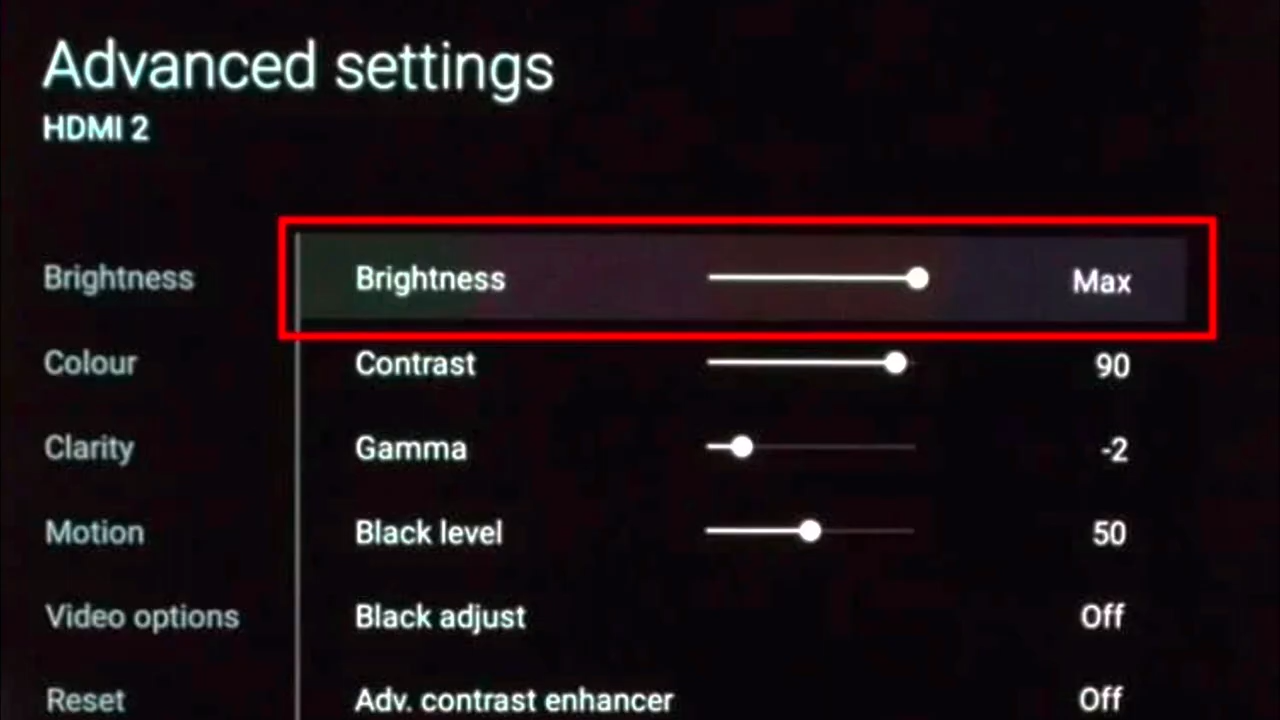 Advanced settings
HDMI 2
Brightness
Colour
Clarity
Motion
Video options
Reset
Brightness Max
Contrast 90
Gamma -2
Black level 50
Black adjust Off
Adv. contrast enhancer Off